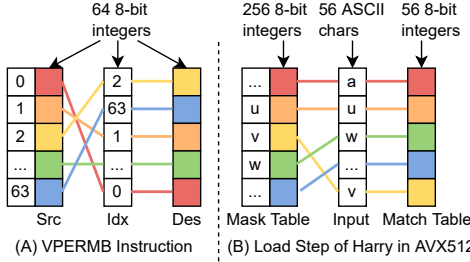 64 8-bit
integers
0
1
2
...
63
2
63
1
...
0
Src
Idx
Des
(A) VPERMB Instruction
256 8-bit
integers
56 ASCII
chars
56 8-bit
integers
...
u
v
w
...
a
u
w
...
v
Mask Table
Input
Match Table
(B) Load Step of Harry in AVX512